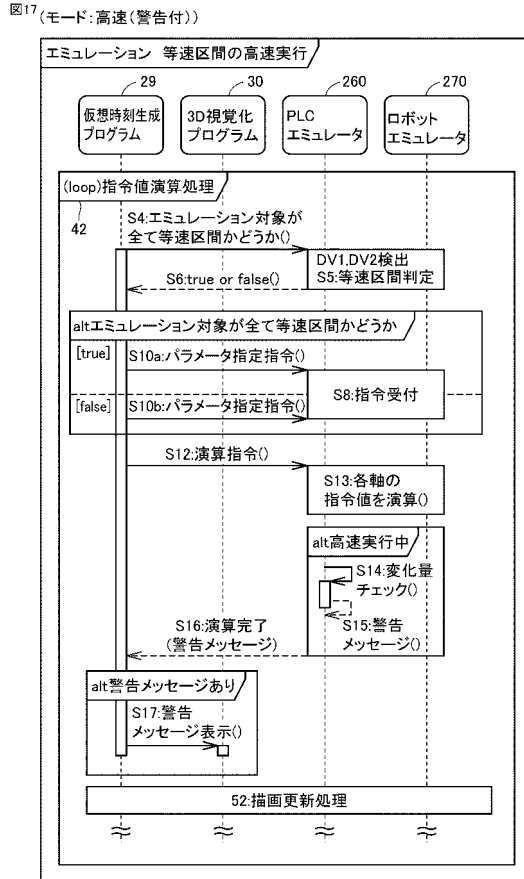 図17 (モード:高速(警告付))
エミュレーション 等速区間の高速実行
29
30
260
270
仮想時刻生成
プログラム
3D視覚化
プログラム
PLC
エミュレータ
ロボット
エミュレータ
(loop)指令値演算処理
42
S4:エミュレーション対象が
全て等速区間かどうか()
DV1,DV2検出
S5:等速区間判定
S6:true or false()
altエミュレーション対象が全て等速区間かどうか
[true]
S10a:パラメータ指定指令()
S8:指令受付
[false]
S10b:パラメータ指定指令()
S12:演算指令()
S13:各軸の
指令値を演算()
alt高速実行中
S14:変化量
チェック()
S15:警告
メッセージ()
S16:演算完了
(警告メッセージ)
alt警告メッセージあり
S17:警告
メッセージ表示()
52:描画更新処理